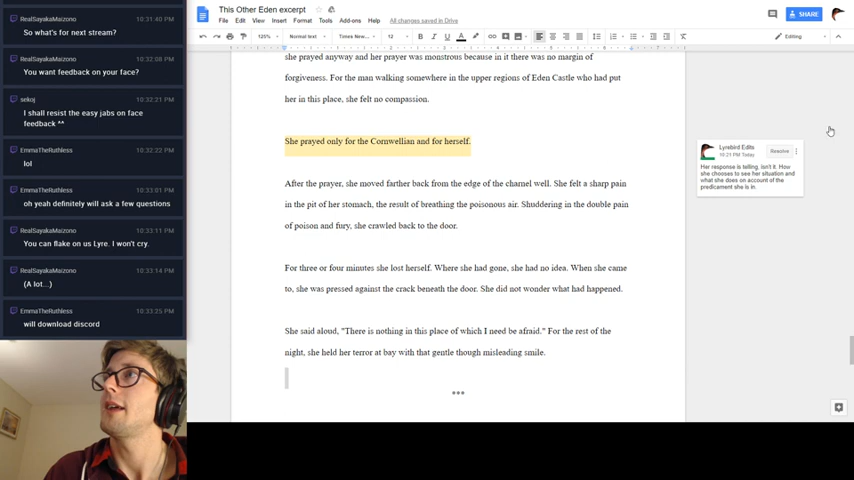 RealSayakaMaizono 10:31:40 PM
So what's for next stream?
RealSayakaMaizono 10:32:08 PM
You want feedback on your face?
sekoj 10:32:21 PM
I shall resist the easy jabs on face
feedback ^^
EmmaTheRuthless 10:32:22 PM
lol
EmmaTheRuthless 10:33:01 PM
oh yeah definitely will ask a few questions
RealSayakaMaizono 10:33:11 PM
You can flake on us Lyre. I won't cry.
RealSayakaMaizono 10:33:14 PM
(A lot...)
EmmaTheRuthless 10:33:25 PM
will download discord
This Other Eden excerpt
File Edit View Insert Format Tools Add-ons Help All changes saved in Drive
SHARE
125% Normal text Times New... 12 B I U A Editing
she prayed anyway and her prayer was monstrous because in it there was no margin of
forgiveness. For the man walking somewhere in the upper regions of Eden Castle who had put
her in this place, she felt no compassion.
She prayed only for the Cornwellian and for herself.
After the prayer, she moved farther back from the edge of the charnel well. She felt a sharp pain
in the pit of her stomach, the result of breathing the poisonous air. Shuddering in the double pain
of poison and fury, she crawled back to the door.
For three or four minutes she lost herself. Where she had gone, she had no idea. When she came
to, she was pressed against the crack beneath the door. She did not wonder what had happened.
She said aloud, "There is nothing in this place of which I need be afraid." For the rest of the
night, she held her terror at bay with that gentle though misleading smile.
***
Lyrebird Edits
10:21 PM Today
Resolve
Her response is telling, isn't it. How
she chooses to see her situation and
what she does on account of the
predicament she is in.